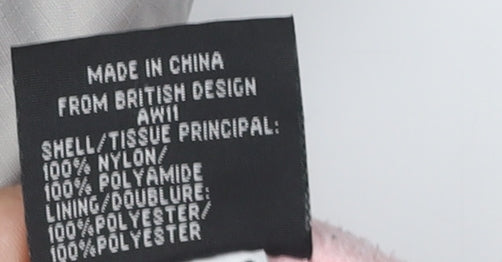 MADE IN CHINA
FROM BRITISH DESIGN
AW11
SHELL/TISSUE PRINCIPAL:
100% NYLON/
100% POLYAMIDE
LINING/DOUBLURE:
100%POLYESTER/
100%POLYESTER